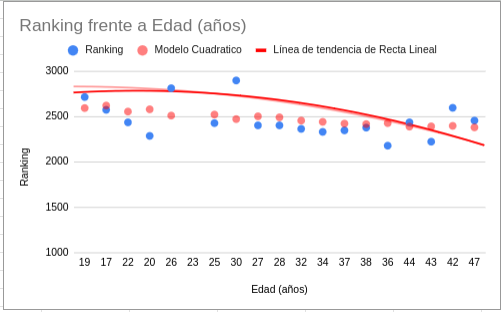 Ranking frente a Edad (años)
Ranking Modelo Cuadratico Línea de tendencia de Recta Lineal
3000
2500
2000
1500
1000
Ranking
19 17 22 20 26 23 25 30 27 28 32 34 37 38 36 44 43 42 47
Edad (años)